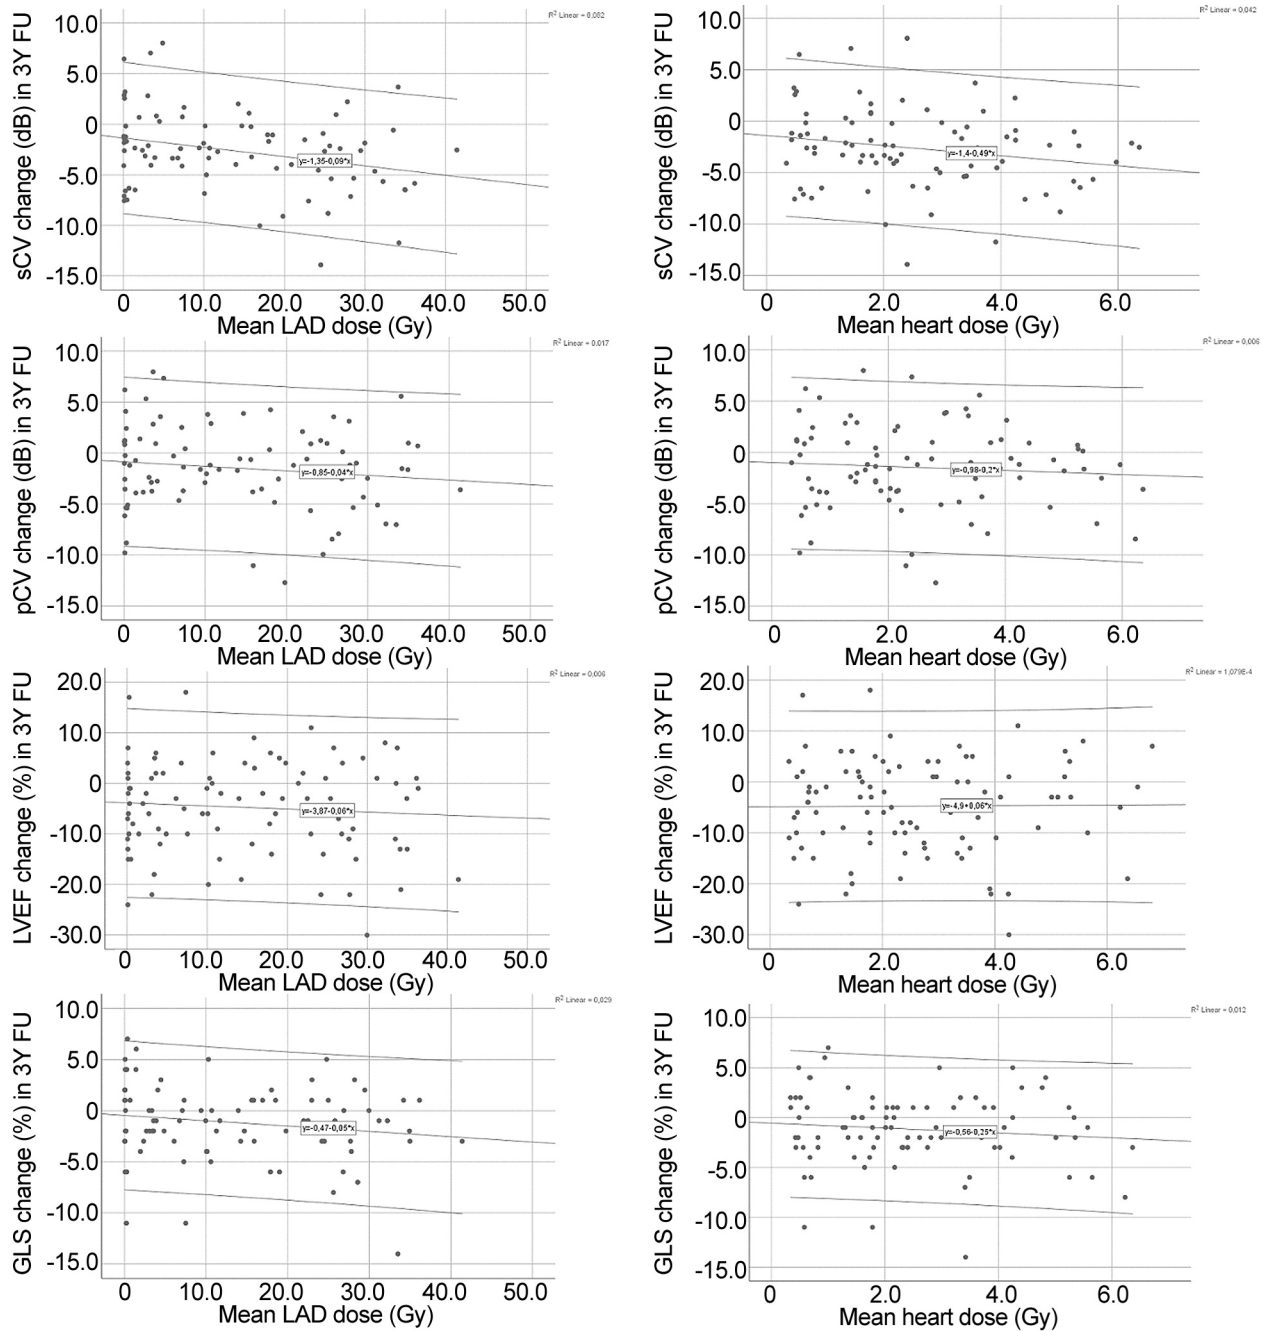 R² Linear = 0,082
sCV change (dB) in 3Y FU
10.0
5.0
0
-5.0
-10.0
-15.0
y=-1,35-0,09*x
0 10.0 20.0 30.0 40.0 50.0
Mean LAD dose (Gy)
R² Linear = 0,042
sCV change (dB) in 3Y FU
10.0
5.0
0
-5.0
-10.0
-15.0
y=-1,4-0,49*x
0 2.0 4.0 6.0
Mean heart dose (Gy)
R² Linear = 0,017
pCV change (dB) in 3Y FU
10.0
5.0
0
-5.0
-10.0
-15.0
y=-0,85-0,04*x
0 10.0 20.0 30.0 40.0 50.0
Mean LAD dose (Gy)
R² Linear = 0,006
pCV change (dB) in 3Y FU
10.0
5.0
0
-5.0
-10.0
-15.0
y=-0,98-0,2*x
0 2.0 4.0 6.0
Mean heart dose (Gy)
R² Linear = 0,006
LVEF change (%) in 3Y FU
20.0
10.0
0
-10.0
-20.0
-30.0
y=-3,87-0,06*x
0 10.0 20.0 30.0 40.0 50.0
Mean LAD dose (Gy)
R² Linear = 1,079E-4
LVEF change (%) in 3Y FU
20.0
10.0
0
-10.0
-20.0
-30.0
y=-4,9+0,06*x
0 2.0 4.0 6.0
Mean heart dose (Gy)
R² Linear = 0,029
GLS change (%) in 3Y FU
10.0
5.0
0
-5.0
-10.0
-15.0
y=-0,47-0,05*x
0 10.0 20.0 30.0 40.0 50.0
Mean LAD dose (Gy)
R² Linear = 0,012
GLS change (%) in 3Y FU
10.0
5.0
0
-5.0
-10.0
-15.0
y=-0,56-0,25*x
0 2.0 4.0 6.0
Mean heart dose (Gy)